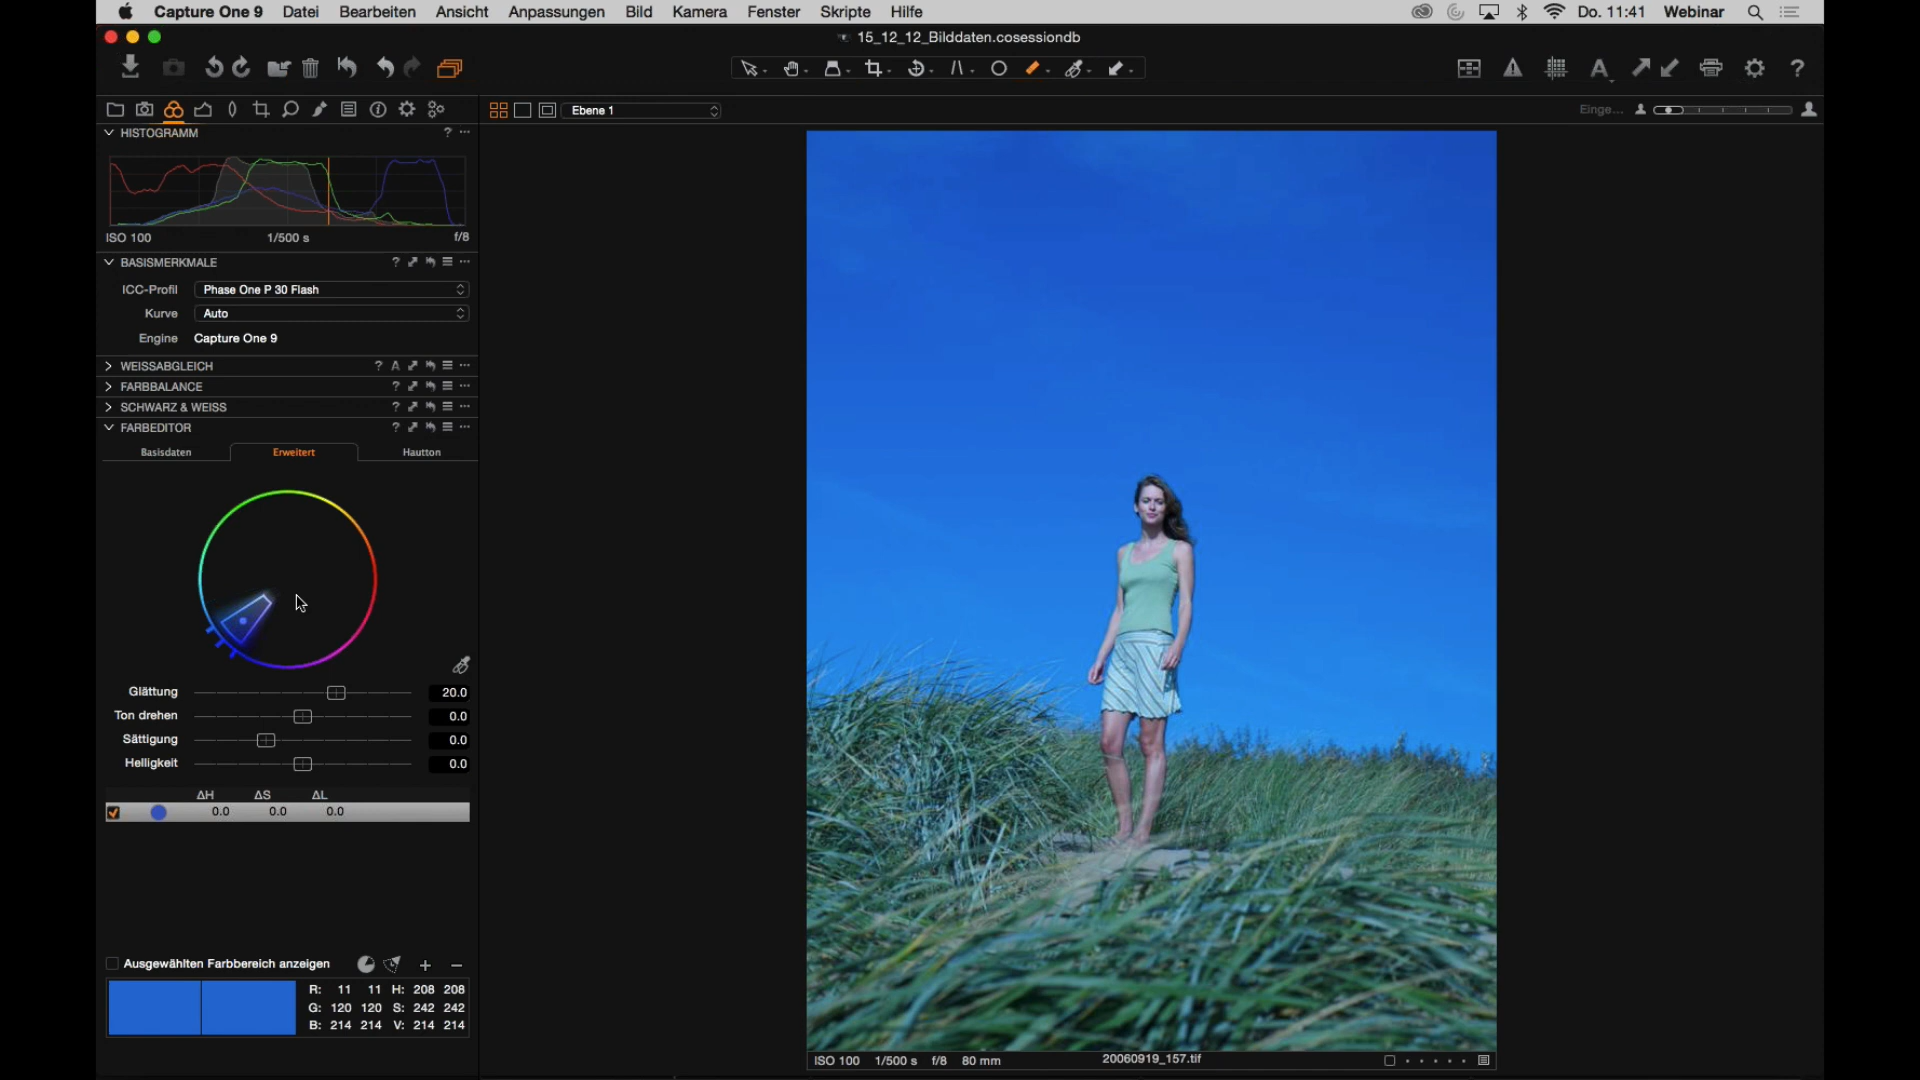 Capture One 9 Datei Bearbeiten Ansicht Anpassungen Bild Kamera Fenster Skripte Hilfe Do. 11:41 Webinar
15_12_12_Bilddaten.cosessiondb
Ebene 1 Einge...
HISTOGRAMM ?
ISO 100 1/500 s f/8
BASISMERKMALE ?
ICC-Profil Phase One P 30 Flash
Kurve Auto
Engine Capture One 9
WEISSABGLEICH ? A
FARBBALANCE ?
SCHWARZ & WEISS ?
FARBEDITOR ?
Basisdaten Erweitert Hautton
Glättung 20.0
Ton drehen 0.0
Sättigung 0.0
Helligkeit 0.0
ΔH ΔS ΔL
0.0 0.0 0.0
Ausgewählten Farbbereich anzeigen
R: 11 11 H: 208 208
G: 120 120 S: 242 242
B: 214 214 V: 214 214
ISO 100 1/500 s f/8 80 mm 20060919_157.tif